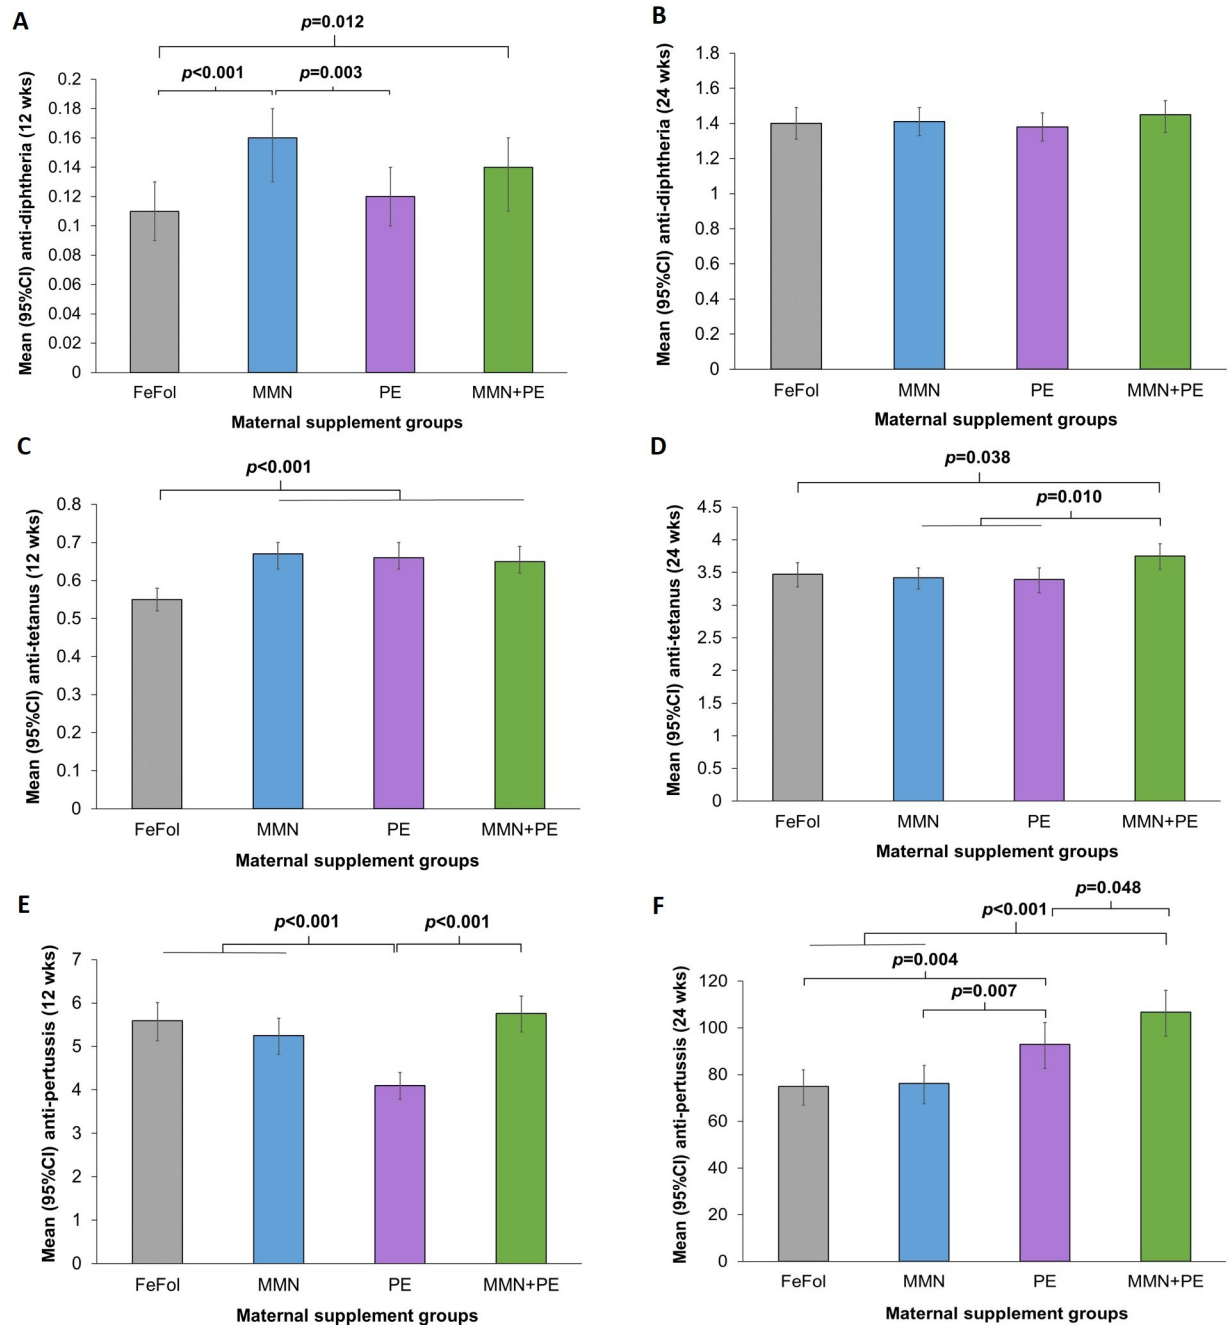 A
p=0.012
p<0.001
p=0.003
Mean (95%CI) anti-diphtheria (12 wks)
0.2
0.18
0.16
0.14
0.12
0.1
0.08
0.06
0.04
0.02
0
FeFol MMN PE MMN+PE
Maternal supplement groups
B
Mean (95%CI) anti-diphtheria (24 wks)
1.8
1.6
1.4
1.2
1
0.8
0.6
0.4
0.2
0
FeFol MMN PE MMN+PE
Maternal supplement groups
C
p<0.001
Mean (95%CI) anti-tetanus (12 wks)
0.8
0.7
0.6
0.5
0.4
0.3
0.2
0.1
0
FeFol MMN PE MMN+PE
Maternal supplement groups
D
p=0.038
p=0.010
Mean (95%CI) anti-tetanus (24 wks)
4.5
4
3.5
3
2.5
2
1.5
1
0.5
0
FeFol MMN PE MMN+PE
Maternal supplement groups
E
p<0.001
p<0.001
Mean (95%CI) anti-pertussis (12 wks)
7
6
5
4
3
2
1
0
FeFol MMN PE MMN+PE
Maternal supplement groups
F
p=0.048
p<0.001
p=0.004
p=0.007
Mean (95%CI) anti-pertussis (24 wks)
120
100
80
60
40
20
0
FeFol MMN PE MMN+PE
Maternal supplement groups